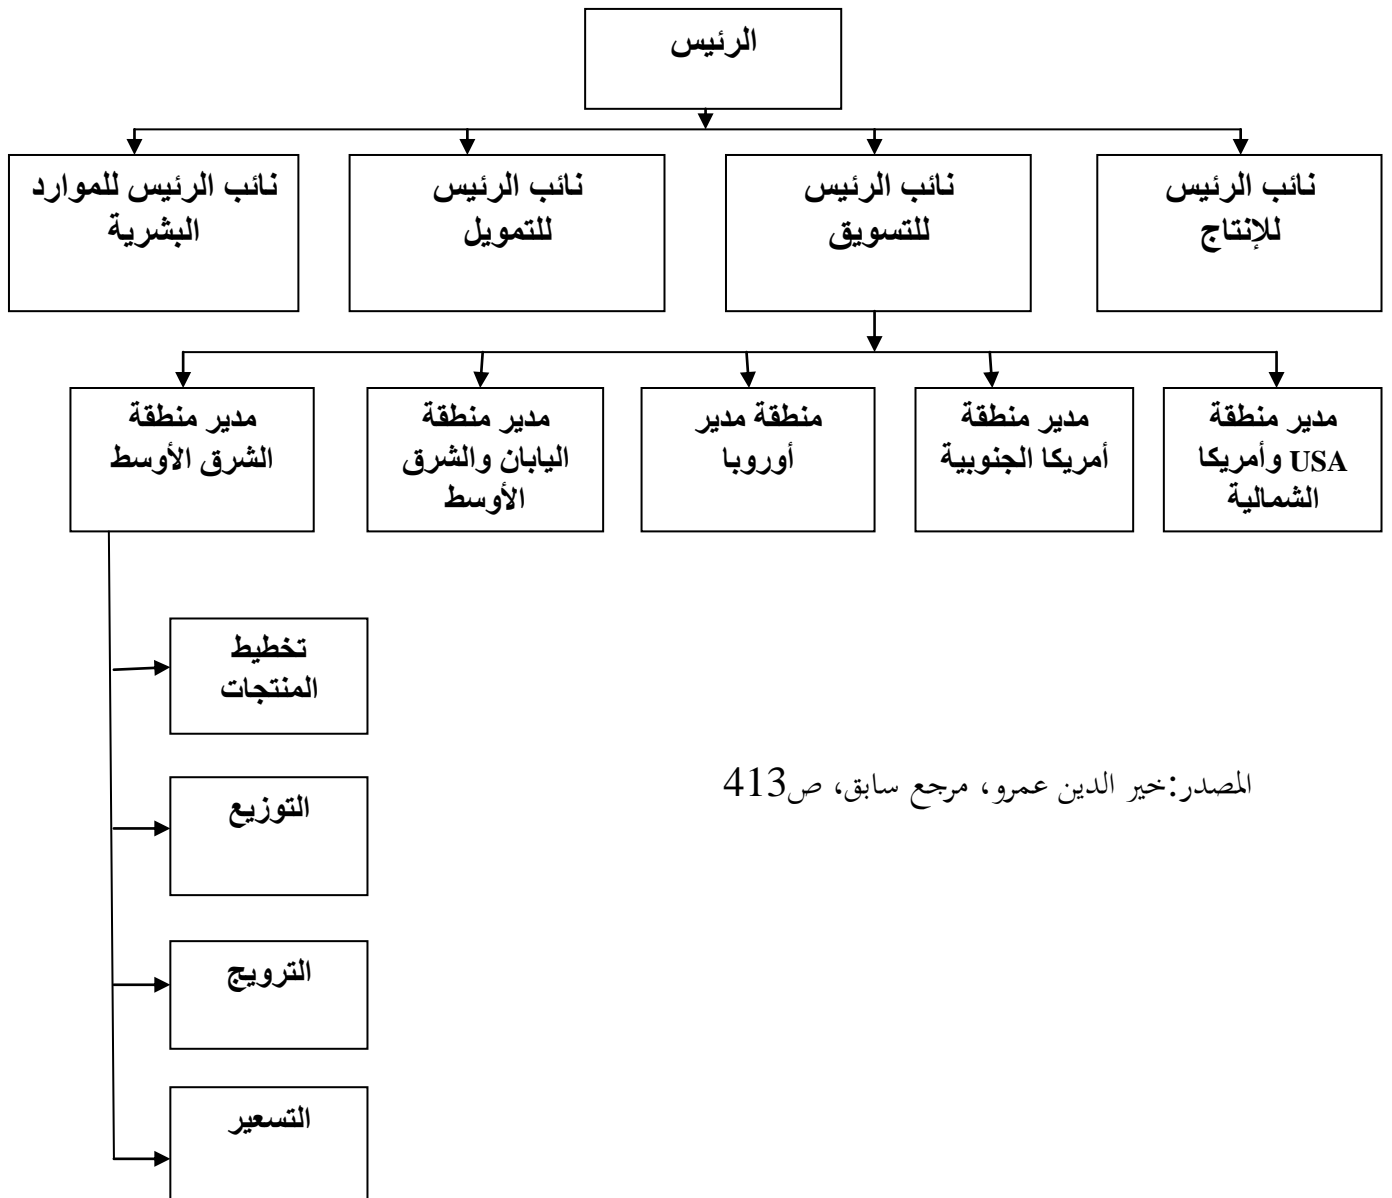 الرئيس
نائب الرئيس
للإنتاج
نائب الرئيس
للتسويق
نائب الرئيس
للتمويل
نائب الرئيس للموارد
البشرية
مدير منطقة
USA وأمريكا
الشمالية
مدير منطقة
أمريكا الجنوبية
منطقة مدير
أوروبا
مدير منطقة
اليابان والشرق
الأوسط
مدير منطقة
الشرق الأوسط
تخطيط
المنتجات
التوزيع
الترويج
التسعير
المصدر:خير الدين عمرو، مرجع سابق، ص413